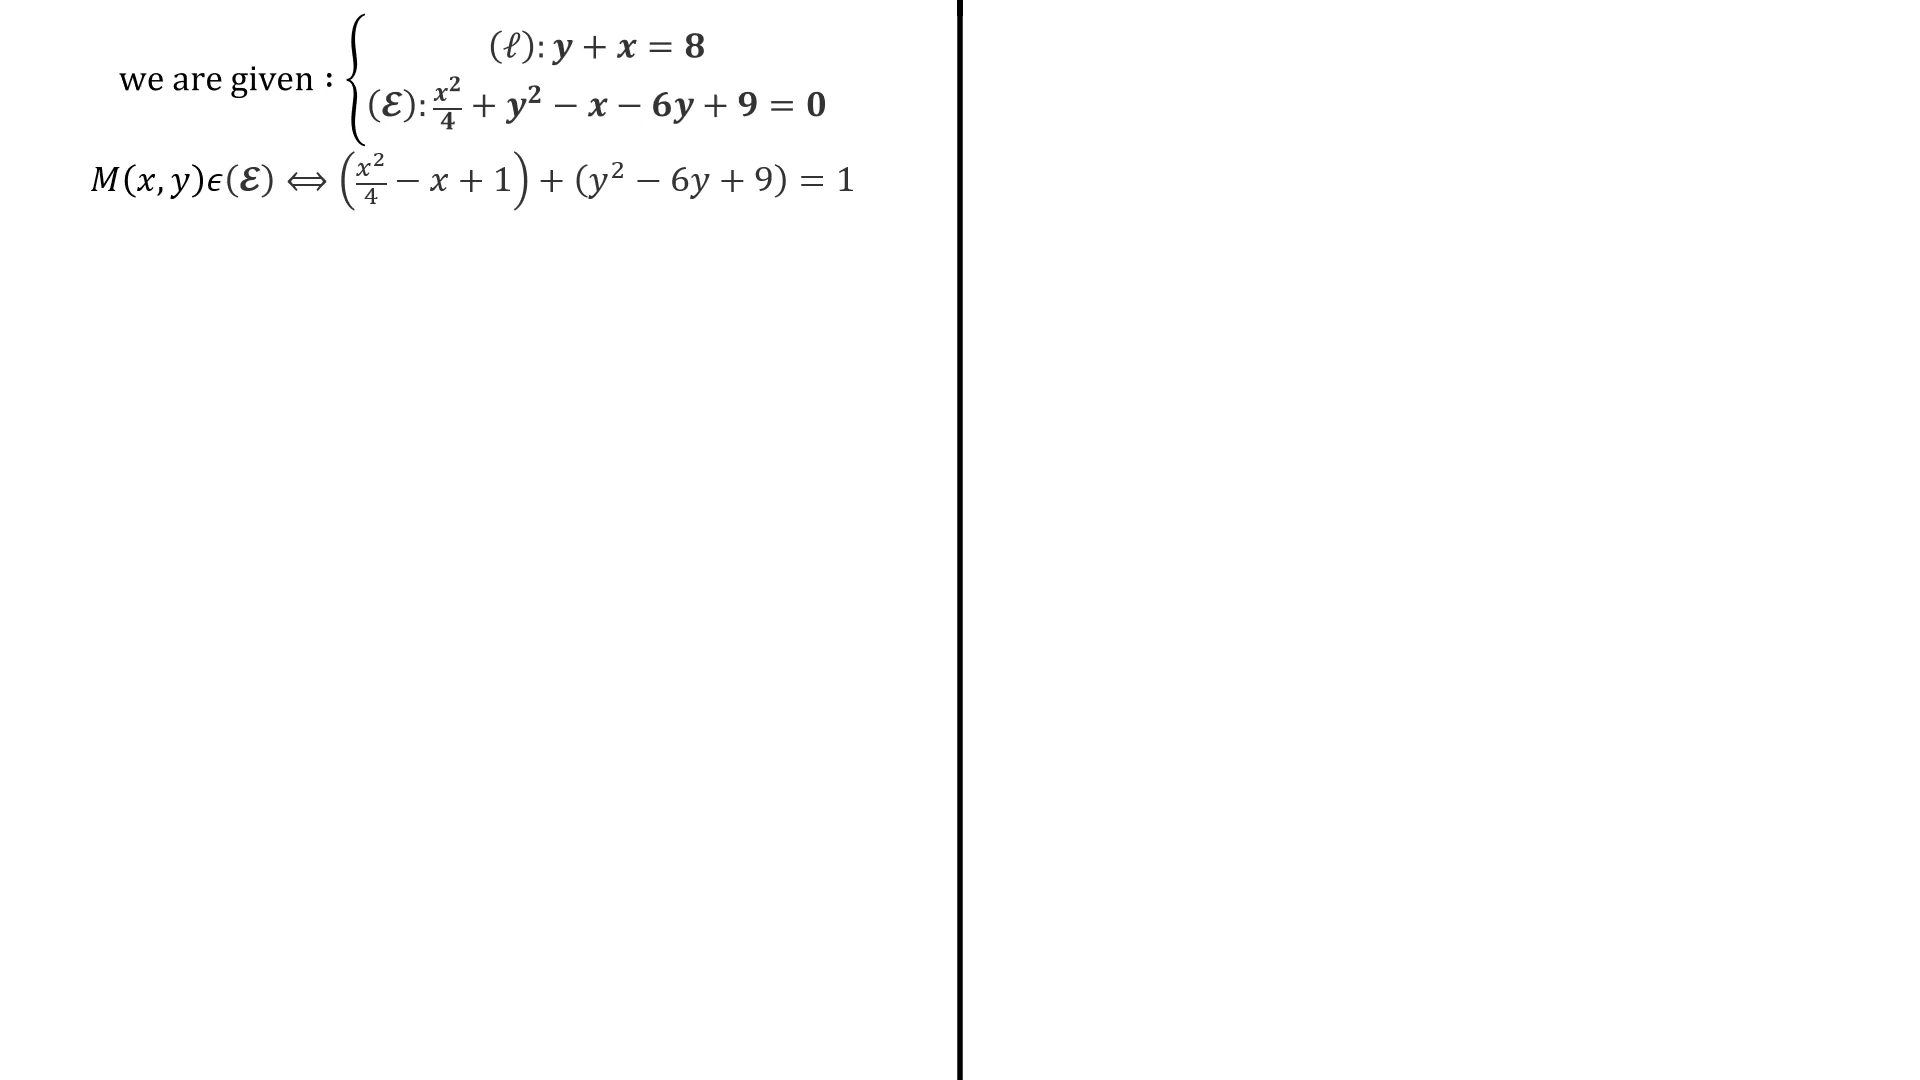 we are given : { (ℓ): y + x = 8
(ℰ): x²/4 + y² − x − 6y + 9 = 0
M(x, y)ϵ(ℰ) ⟺ (x²/4 − x + 1) + (y² − 6y + 9) = 1